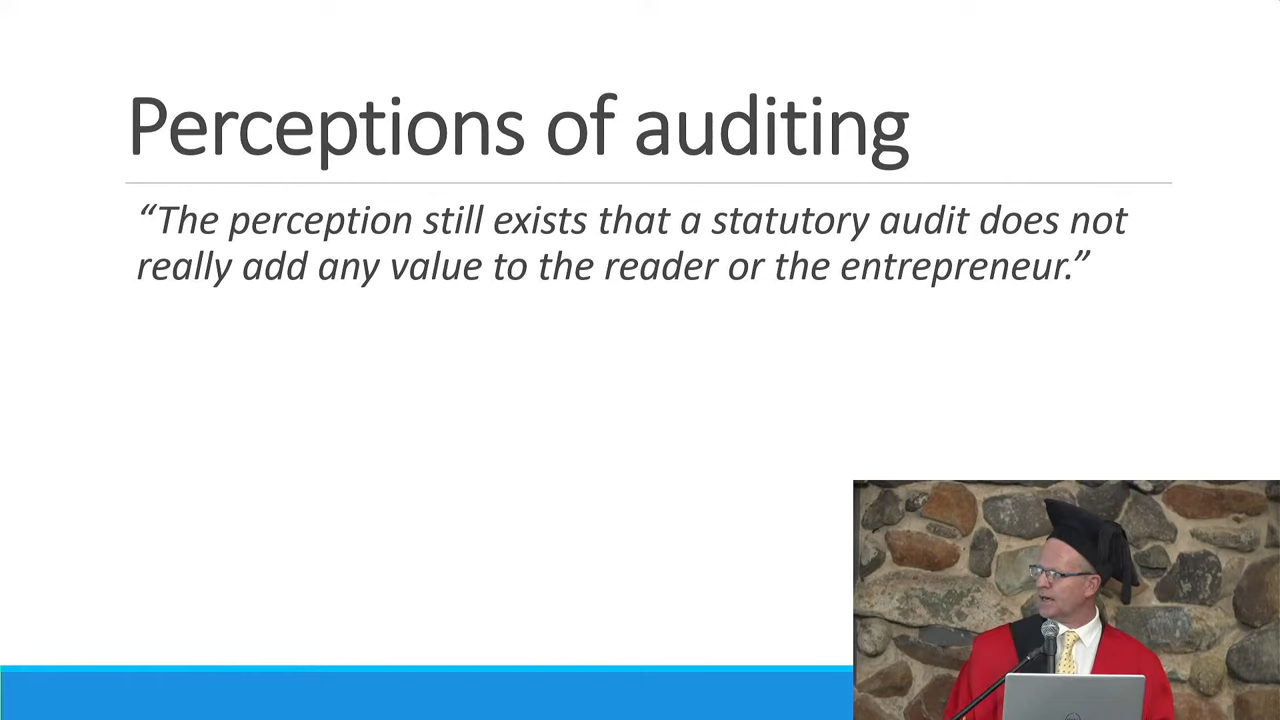 Perceptions of auditing
“The perception still exists that a statutory audit does not
really add any value to the reader or the entrepreneur.”